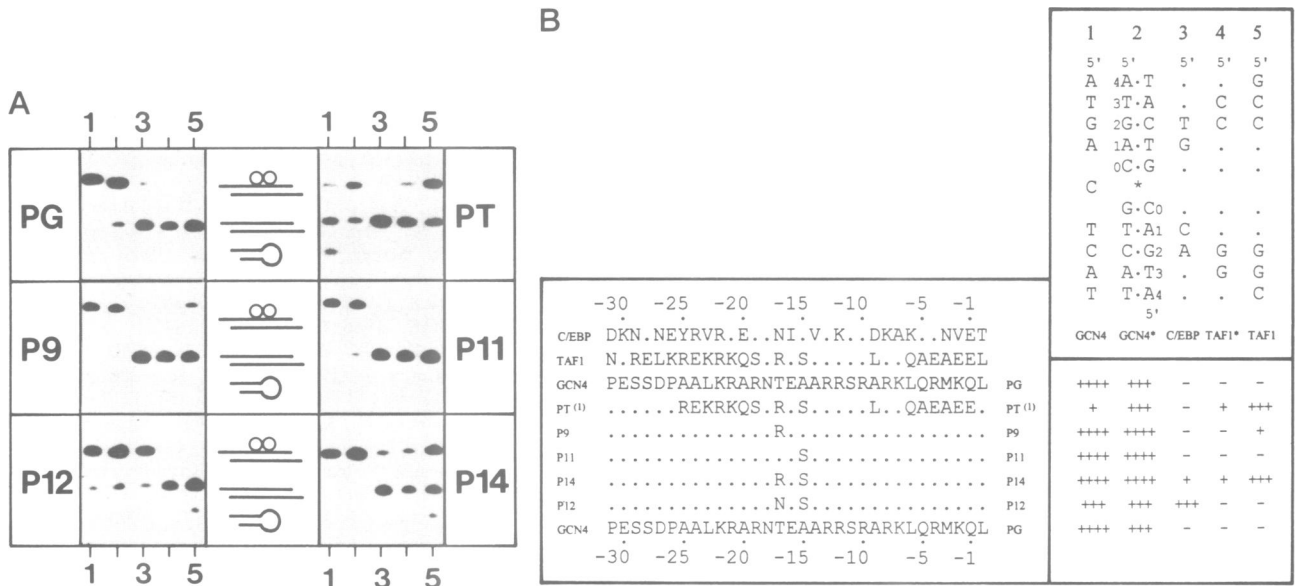 A
1 3 5 1 3 5
PG PT
P9 P11
P12 P14
1 3 5 1 3 5
B
1 2 3 4 5
5' 5' 5' 5' 5'
A 4A·T . . G
T 3T·A . C C
G 2G·C T C C
A 1A·T G . .
0C·G . . .
C *
G·C0 . . .
T T·A1 C . .
C C·G2 A G G
A A·T3 . G G
T T·A4 . . C
5'
GCN4 GCN4* C/EBP TAF1* TAF1
-30 -25 -20 -15 -10 -5 -1
C/EBP DKN..NEYRVR.E..NI.V.K..DKAK..NVET
TAF1 N.RELKREKRKQS.R.S.....L..QAEAEEL
GCN4 PESSDPAALKRARNTEAARRSRARKLQRMKQL PG
PT (1) ......REKRKQS.R.S.....L..QAEAEE. PT (1)
P9 ..............R................. P9
P11 ................S............... P11
P14 ..............R.S............... P14
P12 ..............N.S............... P12
GCN4 PESSDPAALKRARNTEAARRSRARKLQRMKQL PG
-30 -25 -20 -15 -10 -5 -1
++++ +++ - - -
+ +++ - + +++
++++ ++++ - - +
++++ ++++ - - -
++++ ++++ + + +++
+++ +++ +++ - -
++++ +++ - - -